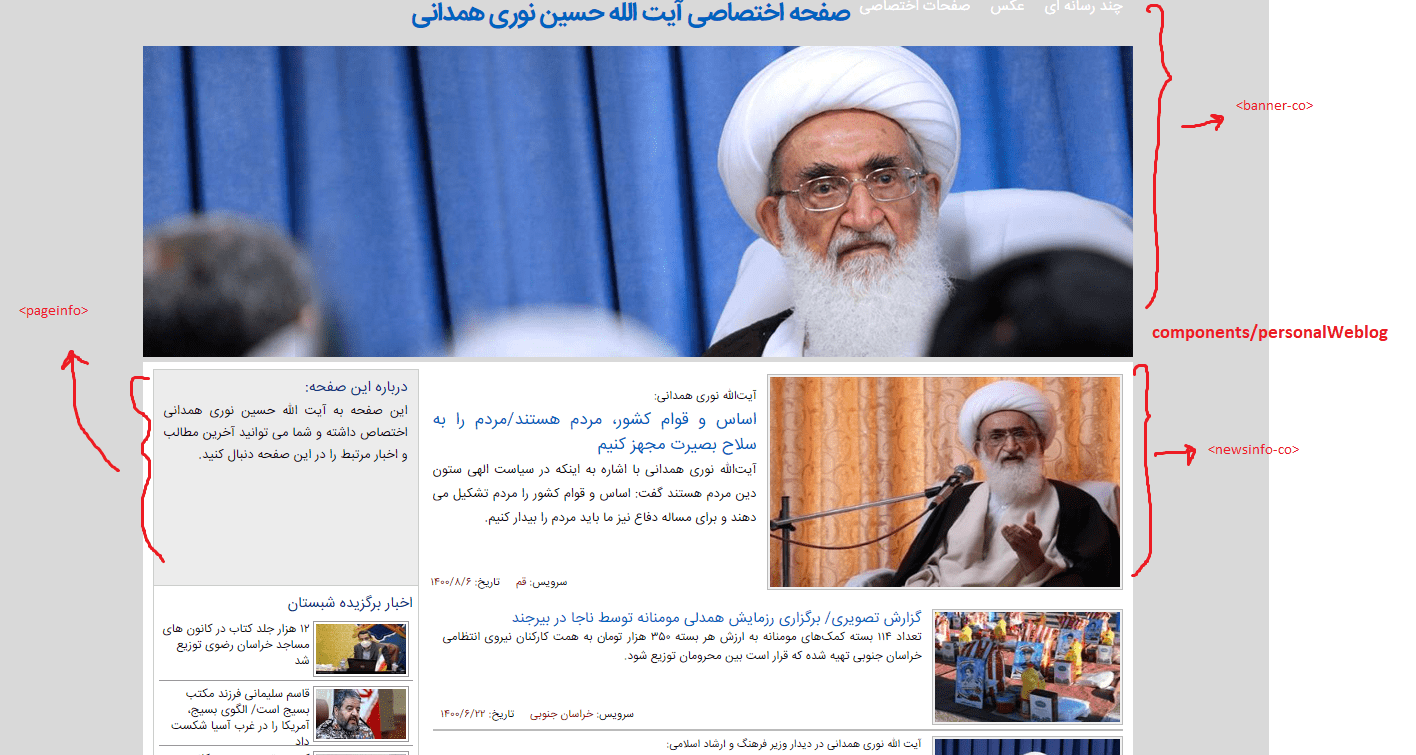 چند رسانه ای عکس صفحات اختصاصی
صفحه اختصاصی آیت الله حسین نوری همدانی
<banner-co>
<pageinfo>
components/personalWeblog
<newsinfo-co>
آیت‌الله نوری همدانی:
اساس و قوام کشور، مردم هستند/مردم را به
سلاح بصیرت مجهز کنیم
آیت‌الله نوری همدانی با اشاره به اینکه در سیاست الهی ستون
دین مردم هستند گفت: اساس و قوام کشور را مردم تشکیل می
دهند و برای مساله دفاع نیز ما باید مردم را بیدار کنیم.
سرویس: قم تاریخ: ۱۴۰۰/۸/۶
گزارش تصویری/ برگزاری رزمایش همدلی مومنانه توسط ناجا در بیرجند
تعداد ۱۱۴ بسته کمک‌های مومنانه به ارزش هر بسته ۳۵۰ هزار تومان به همت کارکنان نیروی انتظامی
خراسان جنوبی تهیه شده که قرار است بین محرومان توزیع شود.
سرویس: خراسان جنوبی تاریخ: ۱۴۰۰/۶/۲۲
آیت الله نوری همدانی در دیدار وزیر فرهنگ و ارشاد اسلامی:
درباره این صفحه:
این صفحه به آیت الله حسین نوری همدانی
اختصاص داشته و شما می توانید آخرین مطالب
و اخبار مرتبط را در این صفحه دنبال کنید.
اخبار برگزیده شبستان
۱۲ هزار جلد کتاب در کانون های
مساجد خراسان رضوی توزیع
شد
قاسم سلیمانی فرزند مکتب
بسیج است/ الگوی بسیج،
آمریکا را در غرب آسیا شکست
داد